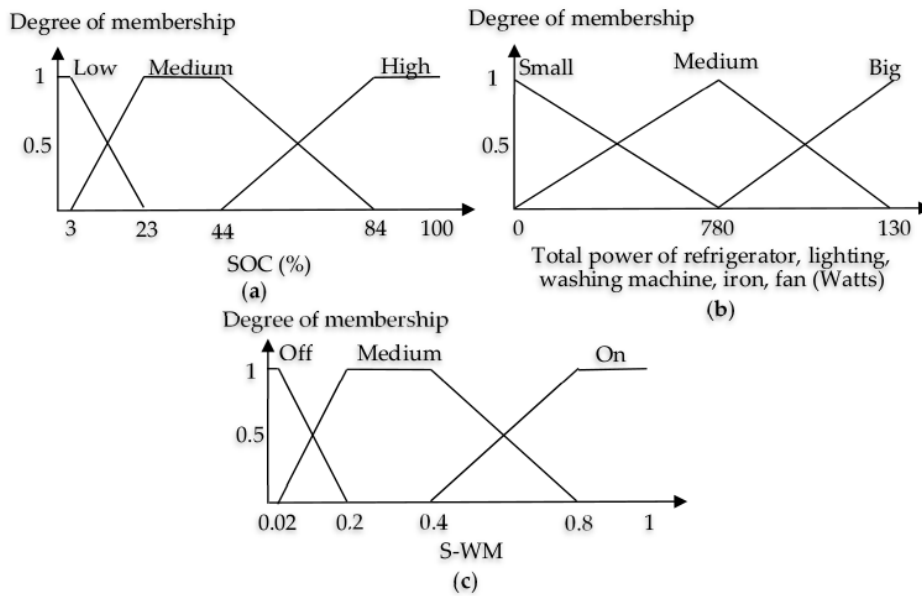 Degree of membership
1
Low
Medium
High
0.5
3
23
44
84
100
SOC (%)
(a)
Degree of membership
1
Small
Medium
Big
0.5
0
780
130
Total power of refrigerator, lighting,
washing machine, iron, fan (Watts)
(b)
Degree of membership
1
Off
Medium
On
0.5
0.02
0.2
0.4
0.8
1
S-WM
(c)